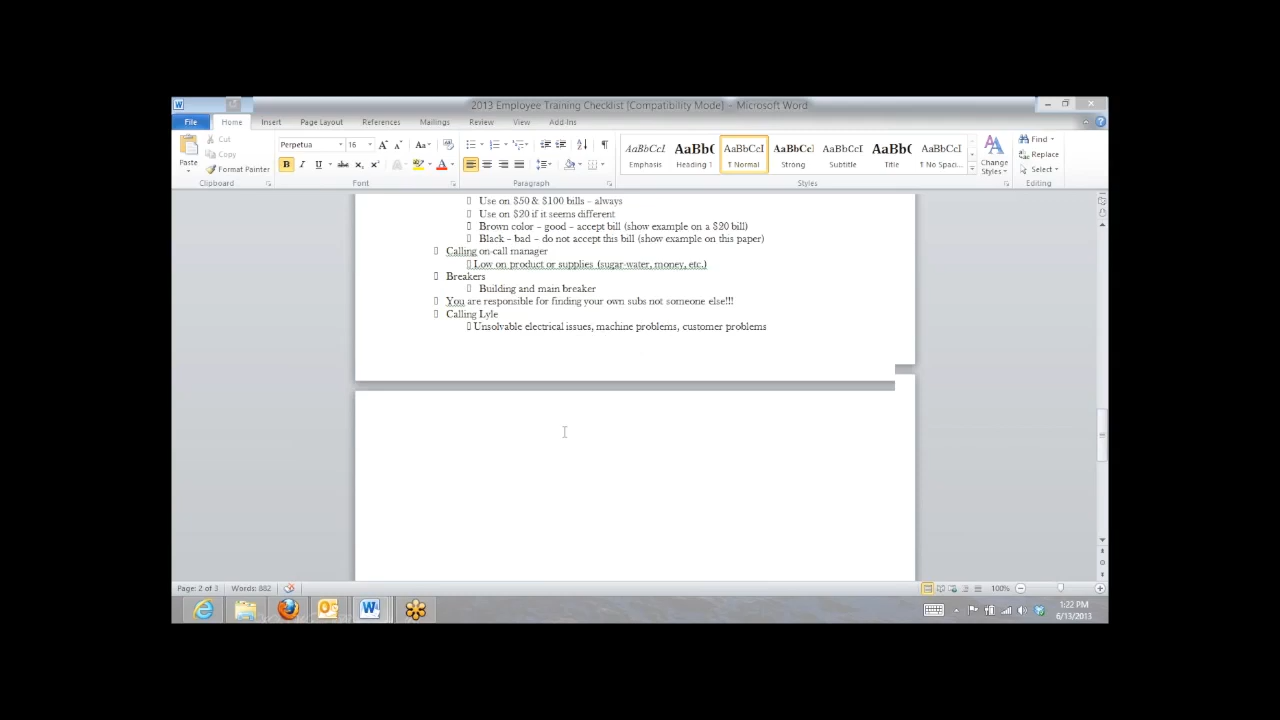 2013 Employee Training Checklist [Compatibility Mode] – Microsoft Word
File Home Insert Page Layout References Mailings Review View Add-Ins
Paste
Cut
Copy
Format Painter
Clipboard
Perpetua 16
Font
Paragraph
AaBbCcI AaBb( AaBbCcI AaBbCcI AaBbCcI AaBb( AaBbCcI
Emphasis Heading 1 ¶ Normal Strong Subtitle Title ¶ No Spaci...
Styles
Change
Styles
Find
Replace
Select
Editing
Use on $50 & $100 bills – always
Use on $20 if it seems different
Brown color – good – accept bill (show example on a $20 bill)
Black – bad – do not accept this bill (show example on this paper)
Calling on-call manager
Low on product or supplies (sugar-water, money, etc.)
Breakers
Building and main breaker
You are responsible for finding your own subs not someone else!!!
Calling Lyle
Unsolvable electrical issues, machine problems, customer problems
Page: 2 of 3 Words: 882 100%
1:22 PM
6/13/2013